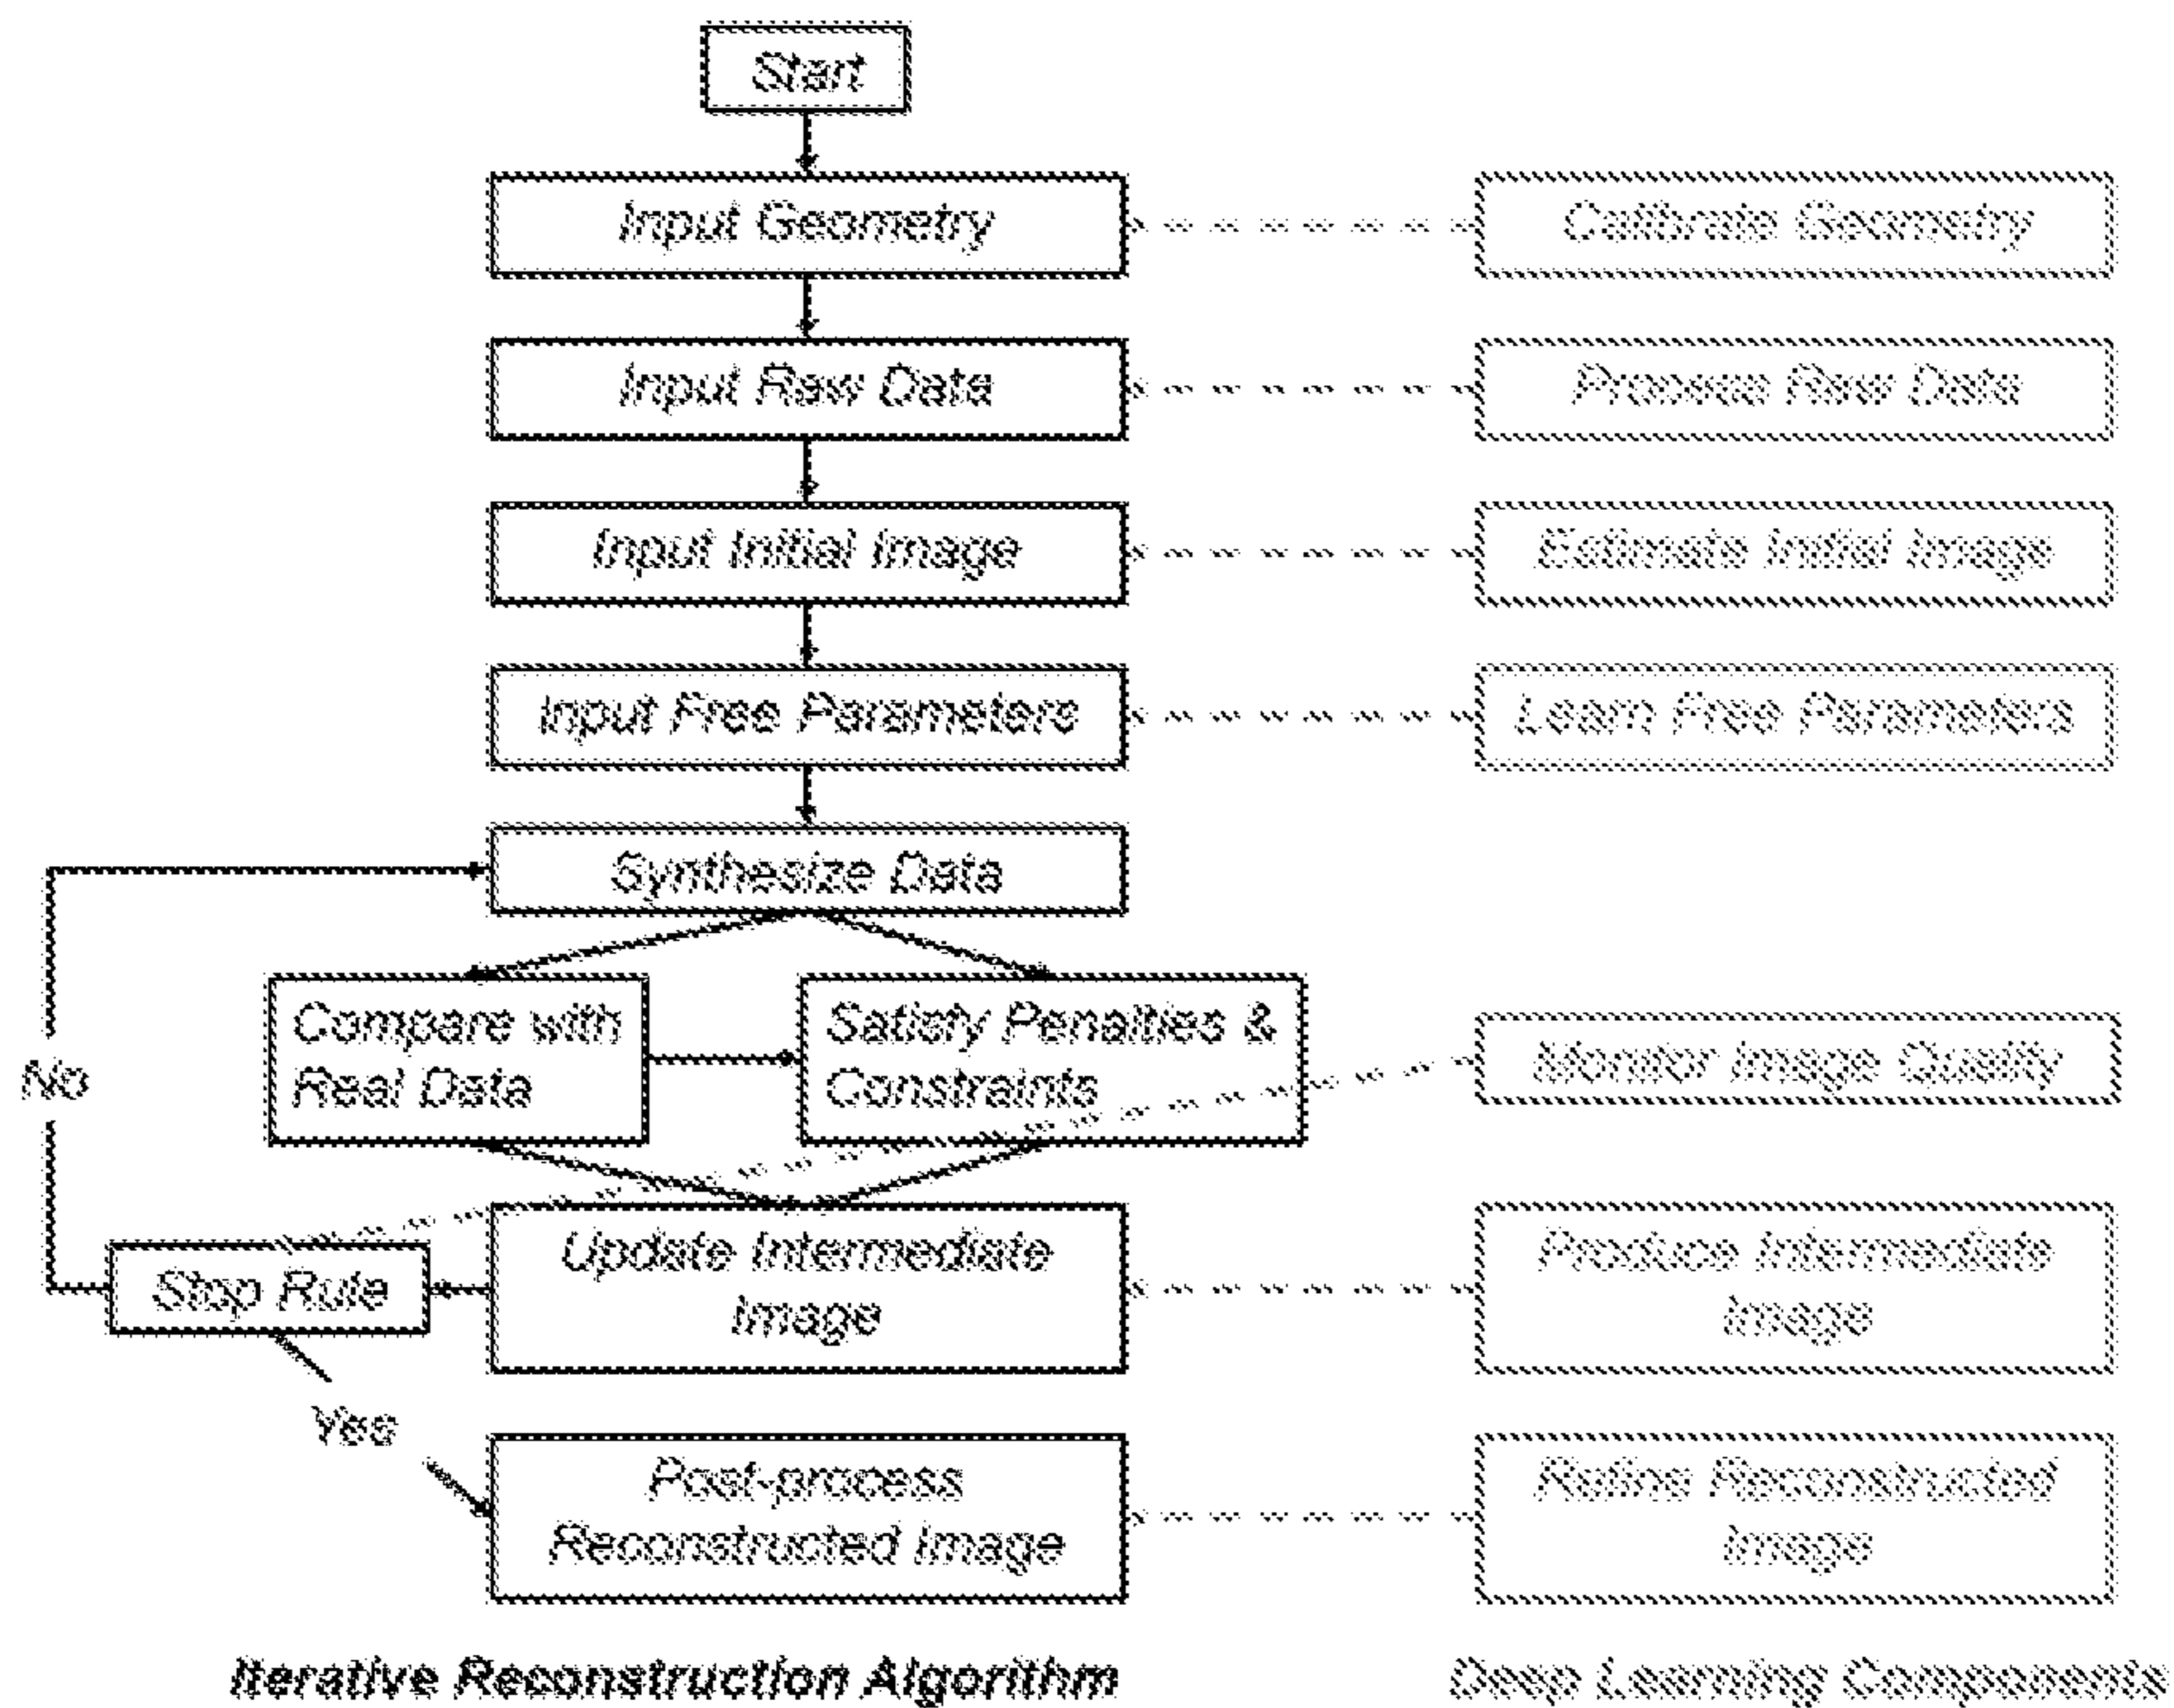 Start
Input Geometry
Calibrate Geometry
Input Raw Data
Process Raw Data
Input Initial Image
Estimate Initial Image
Input Free Parameters
Learn Free Parameters
Synthesize Data
Compare with
Real Data
Satisfy Penalties &
Constraints
Monitor Image Quality
No
Update Intermediate
Image
Produce Intermediate
Image
Stop Rule
Yes
Post-process
Reconstructed Image
Refine Reconstructed
Image
Iterative Reconstruction Algorithm
Deep Learning Components